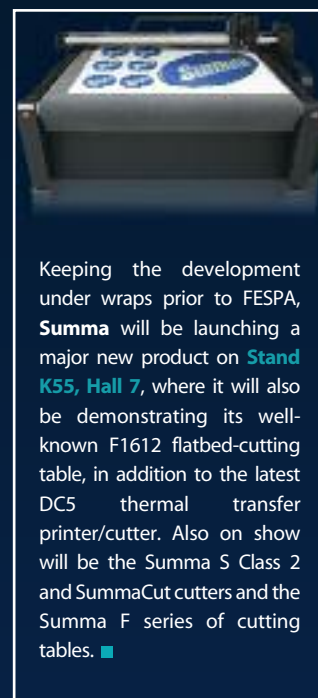 Summa
Keeping the development
under wraps prior to FESPA,
Summa will be launching a
major new product on Stand
K55, Hall 7, where it will also
be demonstrating its well-
known F1612 flatbed-cutting
table, in addition to the latest
DC5 thermal transfer
printer/cutter. Also on show
will be the Summa S Class 2
and SummaCut cutters and the
Summa F series of cutting
tables.